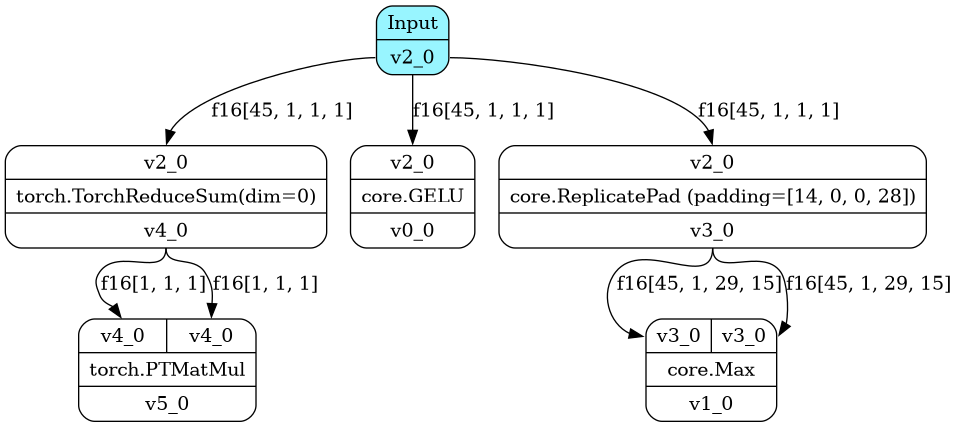 Input
v2_0
f16[45, 1, 1, 1]
f16[45, 1, 1, 1]
f16[45, 1, 1, 1]
v2_0
torch.TorchReduceSum(dim=0)
v4_0
v2_0
core.GELU
v0_0
v2_0
core.ReplicatePad (padding=[14, 0, 0, 28])
v3_0
f16[1, 1, 1]
f16[1, 1, 1]
f16[45, 1, 29, 15]
f16[45, 1, 29, 15]
v4_0
v4_0
torch.PTMatMul
v5_0
v3_0
v3_0
core.Max
v1_0